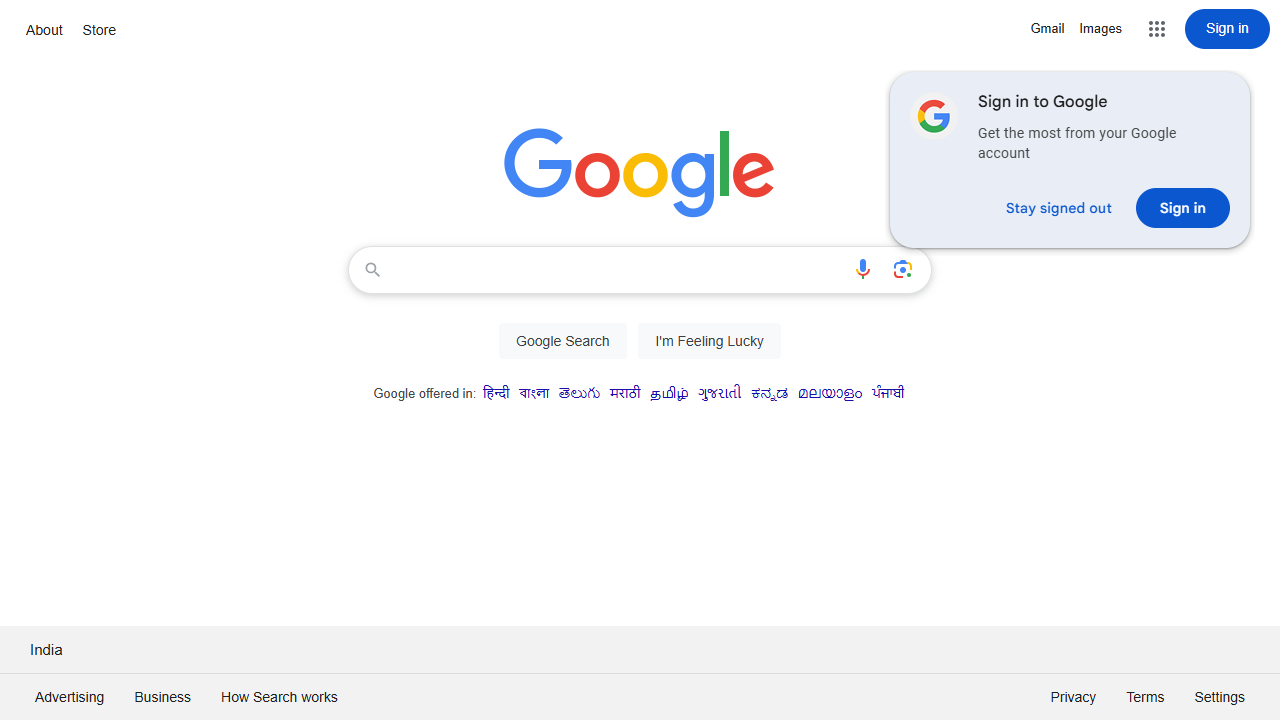 About Store
Gmail Images Sign in
Sign in to Google
Get the most from your Google
account
Stay signed out Sign in
Google
Google Search I'm Feeling Lucky
Google offered in: हिन्दी বাংলা తెలుగు मराठी தமிழ் ગુજરાતી ಕನ್ನಡ മലയാളം ਪੰਜਾਬੀ
India
Advertising Business How Search works Privacy Terms Settings